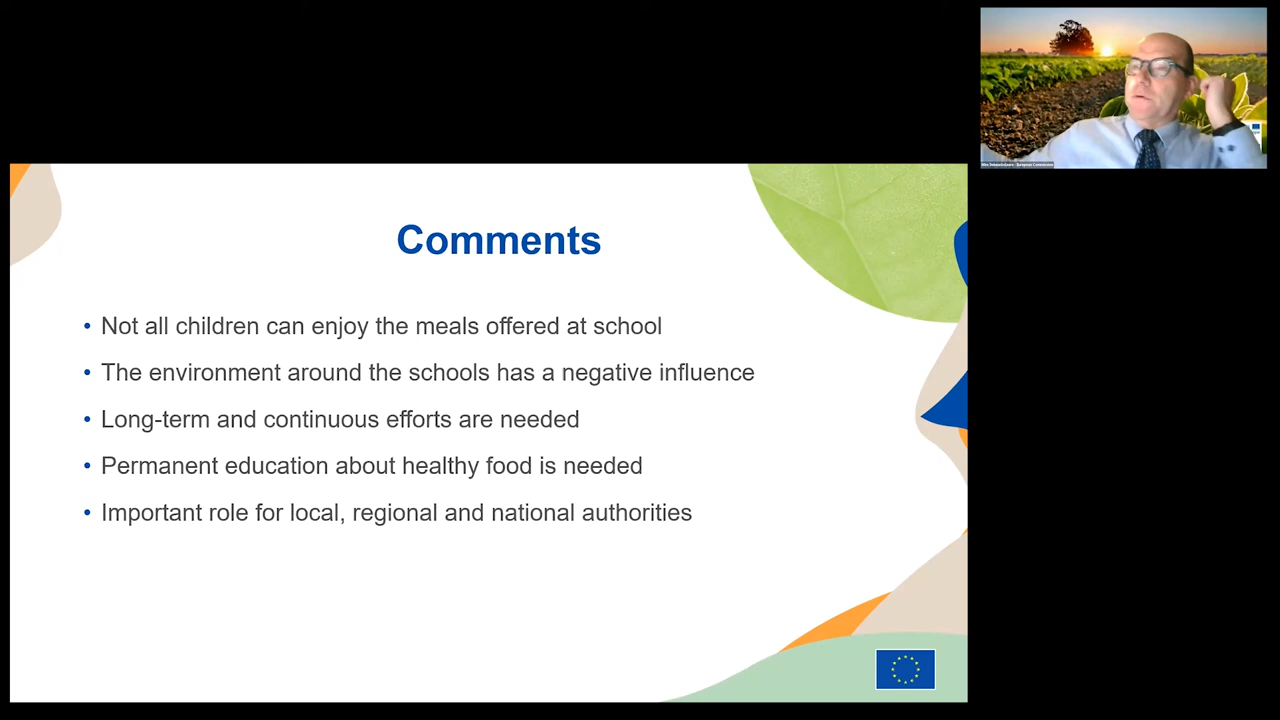 Comments
• Not all children can enjoy the meals offered at school
• The environment around the schools has a negative influence
• Long-term and continuous efforts are needed
• Permanent education about healthy food is needed
• Important role for local, regional and national authorities
European Commission